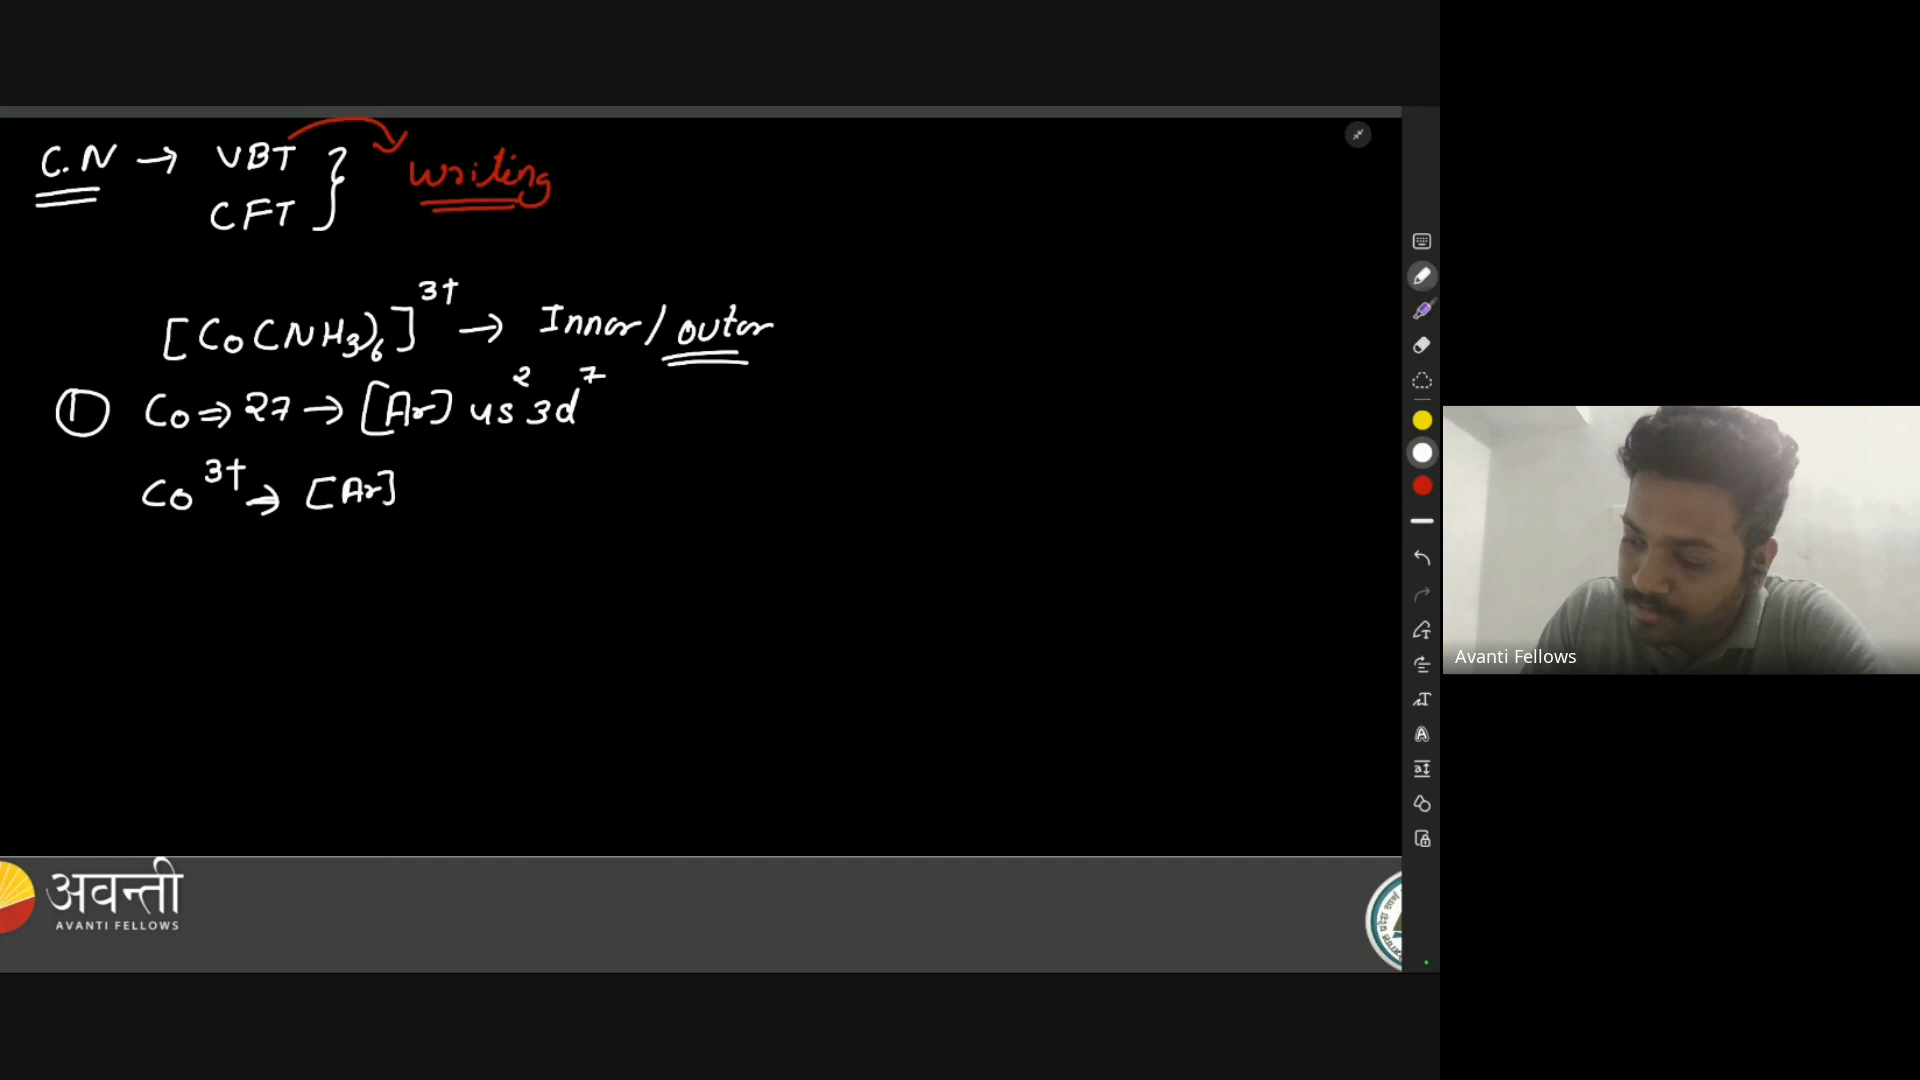 C.N → VBT
CFT }
writing
[Co(NH3)6]3+ → Inner/outer
① Co ⇒ 27 → [Ar] 4s2 3d7
Co3+ → [Ar]
Avanti Fellows
अवन्ती
AVANTI FELLOWS